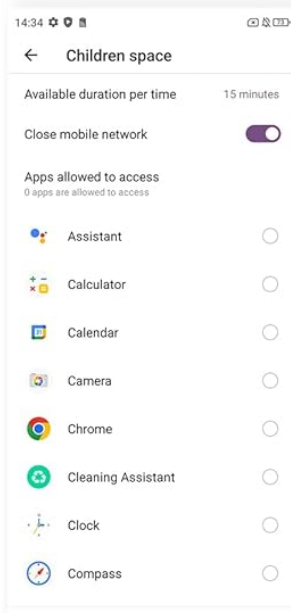 14:34
Children space
Available duration per time 15 minutes
Close mobile network
Apps allowed to access
0 apps are allowed to access
Assistant
Calculator
Calendar
Camera
Chrome
Cleaning Assistant
Clock
Compass